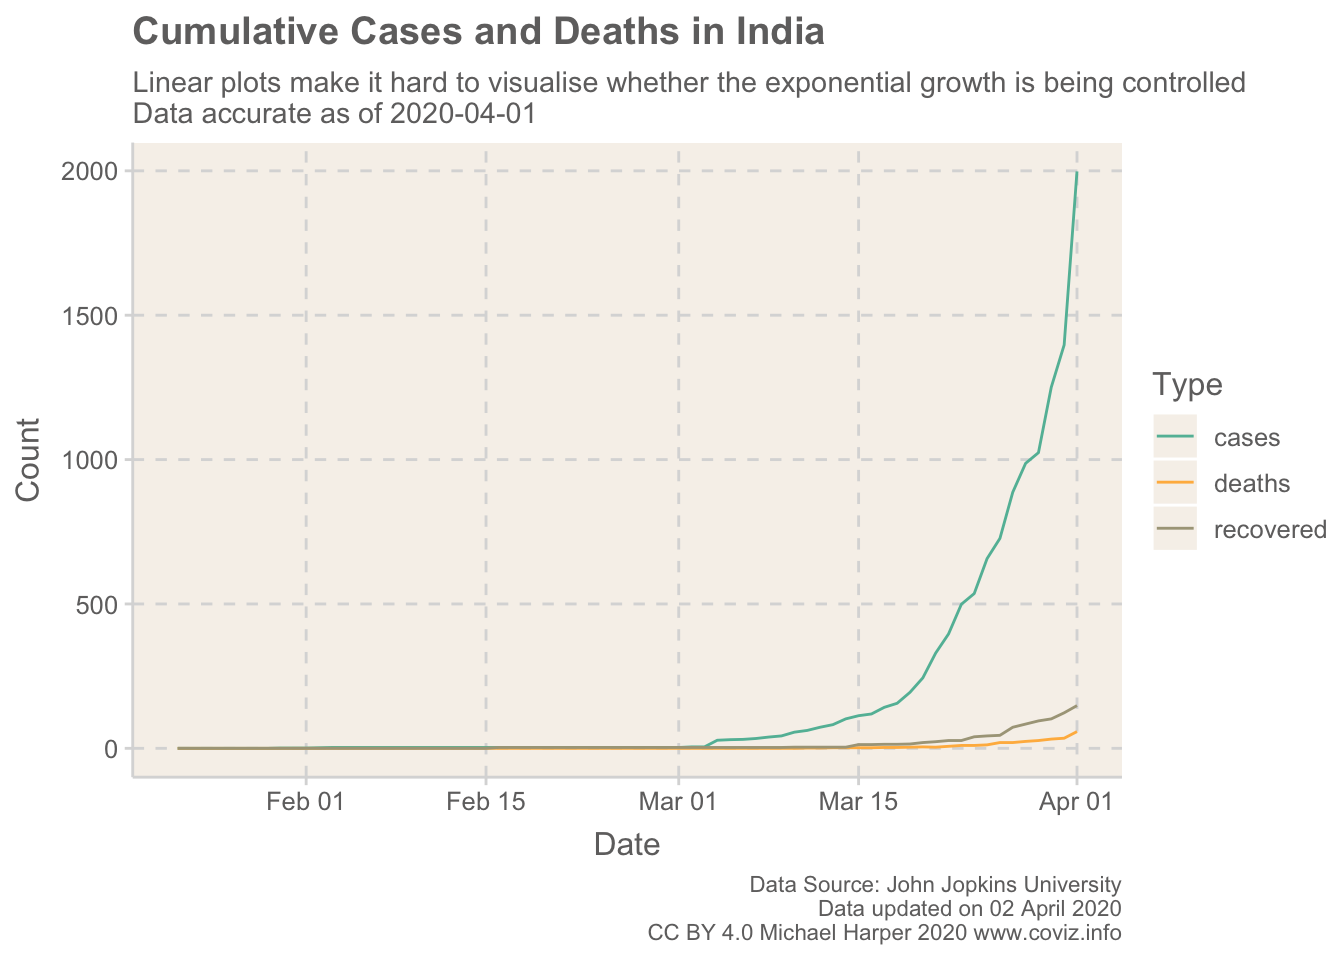 Cumulative Cases and Deaths in India
Linear plots make it hard to visualise whether the exponential growth is being controlled
Data accurate as of 2020-04-01
2000
1500
1000
500
0
Count
Feb 01
Feb 15
Mar 01
Mar 15
Apr 01
Date
Type
cases
deaths
recovered
Data Source: John Jopkins University
Data updated on 02 April 2020
CC BY 4.0 Michael Harper 2020 www.coviz.info